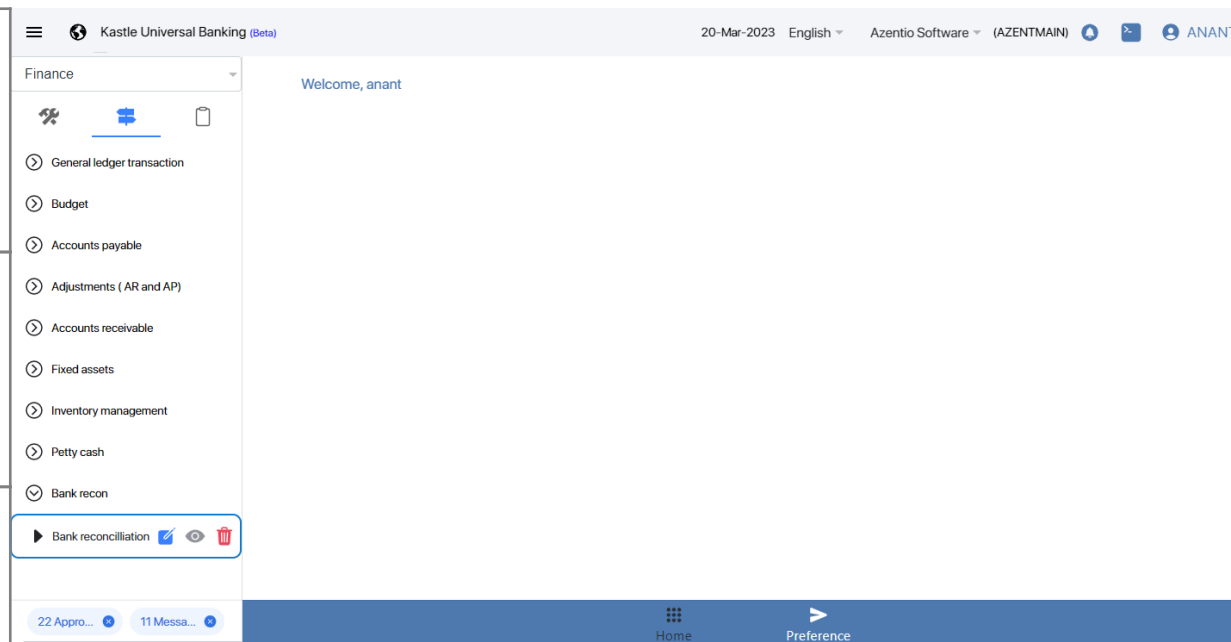 Kastle Universal Banking (Beta)
20-Mar-2023 English Azentio Software (AZENTMAIN) ANANT
Finance
Welcome, anant
General ledger transaction
Budget
Accounts payable
Adjustments ( AR and AP)
Accounts receivable
Fixed assets
Inventory management
Petty cash
Bank recon
Bank reconcilliation
22 Appro... 11 Messa...
Home Preference